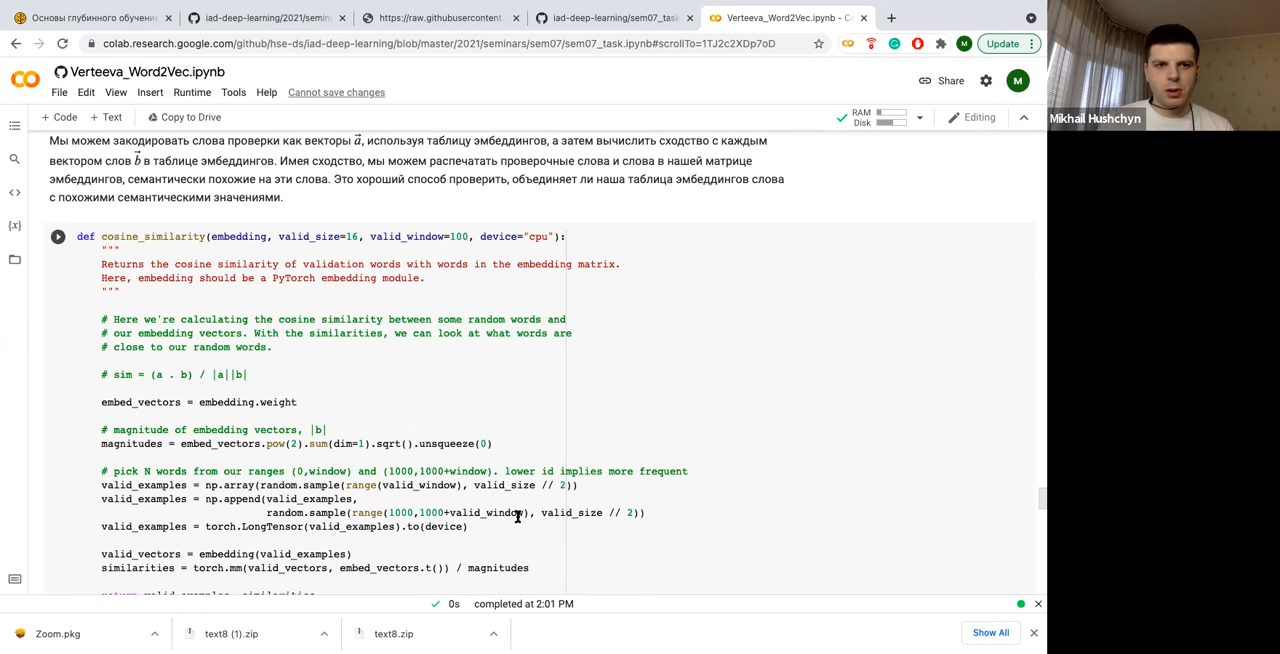 Основы глубинного обучени
iad-deep-learning/2021/semina
https://raw.githubusercontent.
iad-deep-learning/sem07_task.
Verteeva_Word2Vec.ipynb - Co
colab.research.google.com/github/hse-ds/iad-deep-learning/blob/master/2021/seminars/sem07/sem07_task.ipynb#scrollTo=1TJ2c2XDp7oD
M
Update
Verteeva_Word2Vec.ipynb
Share
M
File Edit View Insert Runtime Tools Help Cannot save changes
+ Code + Text Copy to Drive
RAM
Disk
Editing
Mikhail Hushchyn
Мы можем закодировать слова проверки как векторы a⃗, используя таблицу эмбеддингов, а затем вычислить сходство с каждым
вектором слов b⃗ в таблице эмбеддингов. Имея сходство, мы можем распечатать проверочные слова и слова в нашей матрице
эмбеддингов, семантически похожие на эти слова. Это хороший способ проверить, объединяет ли наша таблица эмбеддингов слова
с похожими семантическими значениями.
def cosine_similarity(embedding, valid_size=16, valid_window=100, device="cpu"):
"""
Returns the cosine similarity of validation words with words in the embedding matrix.
Here, embedding should be a PyTorch embedding module.
"""
# Here we're calculating the cosine similarity between some random words and
# our embedding vectors. With the similarities, we can look at what words are
# close to our random words.
# sim = (a . b) / |a||b|
embed_vectors = embedding.weight
# magnitude of embedding vectors, |b|
magnitudes = embed_vectors.pow(2).sum(dim=1).sqrt().unsqueeze(0)
# pick N words from our ranges (0,window) and (1000,1000+window). lower id implies more frequent
valid_examples = np.array(random.sample(range(valid_window), valid_size // 2))
valid_examples = np.append(valid_examples,
random.sample(range(1000,1000+valid_window), valid_size // 2))
valid_examples = torch.LongTensor(valid_examples).to(device)
valid_vectors = embedding(valid_examples)
similarities = torch.mm(valid_vectors, embed_vectors.t()) / magnitudes
return valid_examples, similarities
0s completed at 2:01 PM
Zoom.pkg
text8 (1).zip
text8.zip
Show All